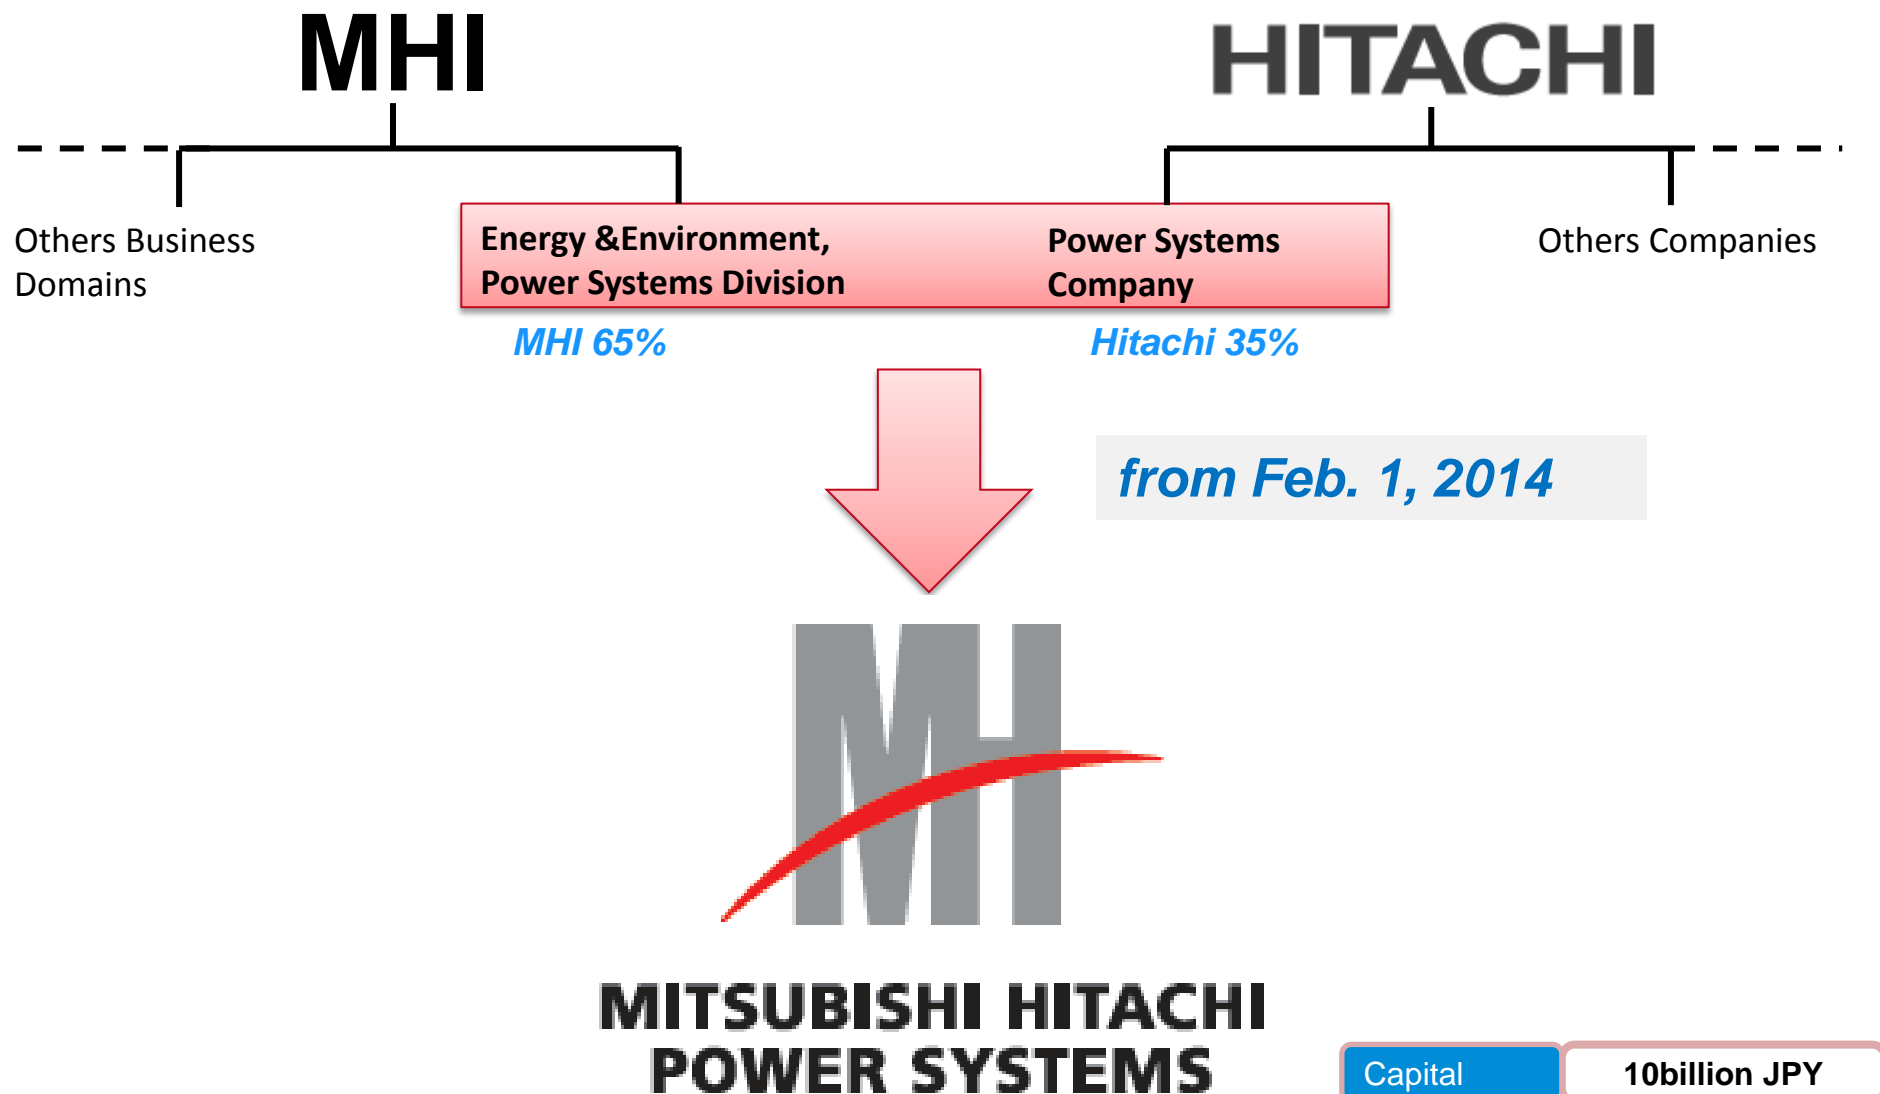 MHI
HITACHI
Others Business
Domains
Energy &Environment,
Power Systems Division
Power Systems
Company
Others Companies
MHI 65%
Hitachi 35%
from Feb. 1, 2014
MH
MITSUBISHI HITACHI
POWER SYSTEMS
Capital
10billion JPY